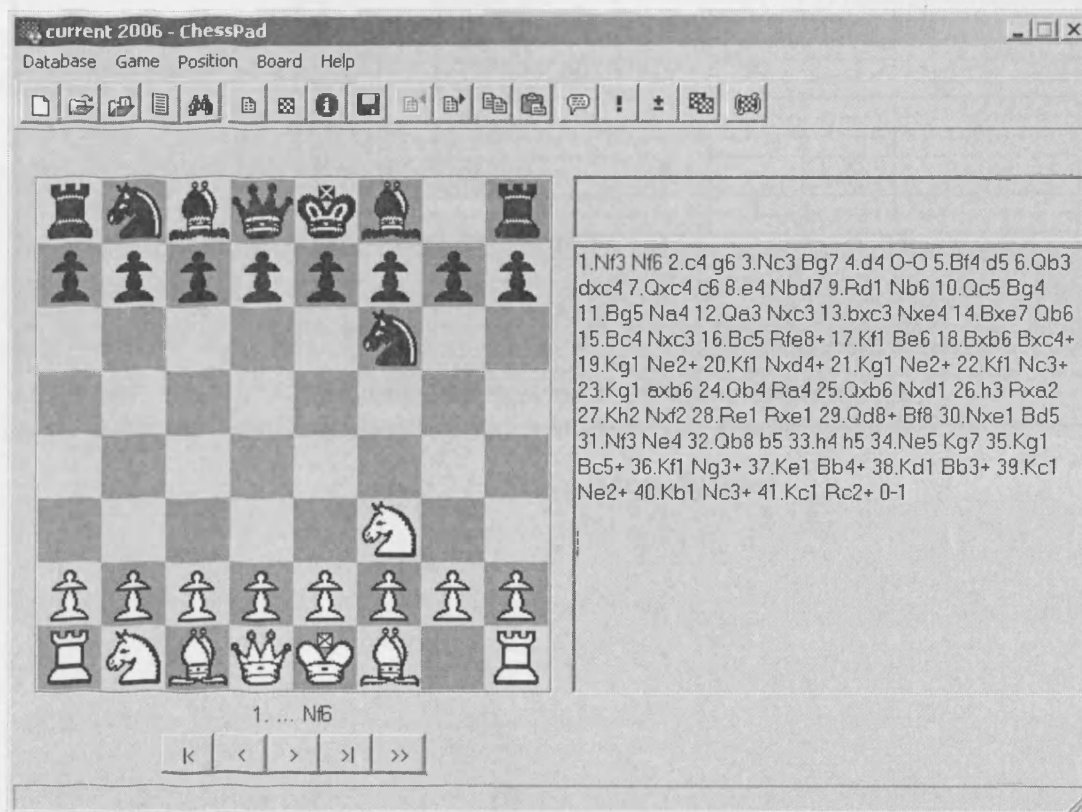 current 2006 - ChessPad
Database Game Position Board Help
1.Nf3 Nf6 2.c4 g6 3.Nc3 Bg7 4.d4 O-O 5.Bf4 d5 6.Qb3
dxc4 7.Qxc4 c6 8.e4 Nbd7 9.Rd1 Nb6 10.Qc5 Bg4
11.Bg5 Na4 12.Qa3 Nxc3 13.bxc3 Nxe4 14.Bxe7 Qb6
15.Bc4 Nxc3 16.Bc5 Rfe8+ 17.Kf1 Be6 18.Bxb6 Bxc4+
19.Kg1 Ne2+ 20.Kf1 Nxd4+ 21.Kg1 Ne2+ 22.Kf1 Nc3+
23.Kg1 axb6 24.Qb4 Ra4 25.Qxb6 Nxd1 26.h3 Rxa2
27.Kh2 Nxf2 28.Re1 Rxe1 29.Qd8+ Bf8 30.Nxe1 Bd5
31.Nf3 Ne4 32.Qb8 b5 33.h4 h5 34.Ne5 Kg7 35.Kg1
Bc5+ 36.Kf1 Ng3+ 37.Ke1 Bb4+ 38.Kd1 Bb3+ 39.Kc1
Ne2+ 40.Kb1 Nc3+ 41.Kc1 Rc2+ 0-1
1. ... Nf6
|< < > >| >>